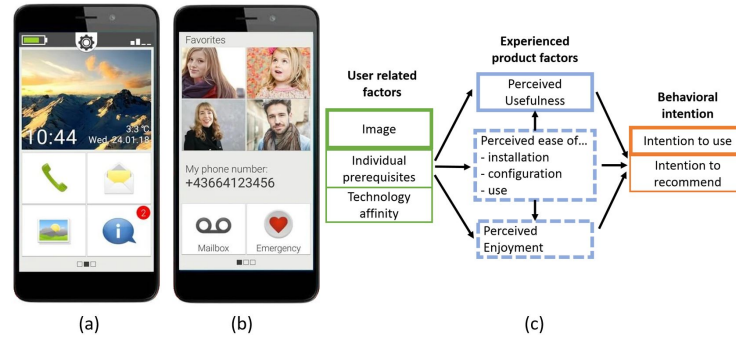 10:44
3.3 °C
Wed, 24.01.18
2
(a)
Favorites
My phone number:
+43664123456
Mailbox
Emergency
(b)
User related
factors
Image
Individual
prerequisites
Technology
affinity
Experienced
product factors
Perceived
Usefulness
Perceived ease of...
- installation
- configuration
- use
Perceived
Enjoyment
Behavioral
intention
Intention to use
Intention to
recommend
(c)